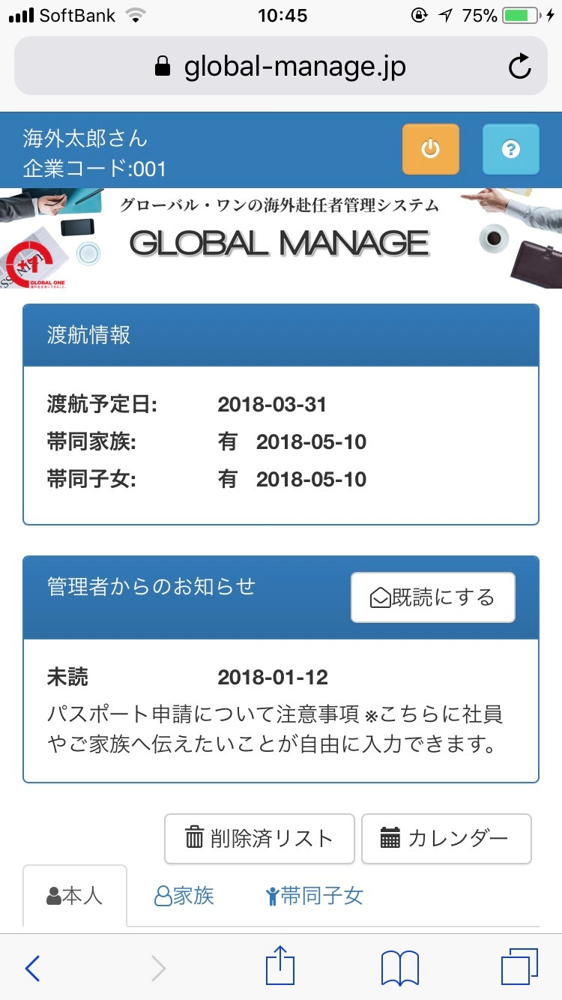 SoftBank 10:45 75%
global-manage.jp
海外太郎さん
企業コード:001
グローバル・ワンの海外赴任者管理システム
GLOBAL MANAGE
+1
GLOBAL ONE
渡航情報
渡航予定日: 2018-03-31
帯同家族: 有 2018-05-10
帯同子女: 有 2018-05-10
管理者からのお知らせ
既読にする
未読 2018-01-12
パスポート申請について注意事項 ※こちらに社員
やご家族へ伝えたいことが自由に入力できます。
削除済リスト カレンダー
本人 家族 帯同子女